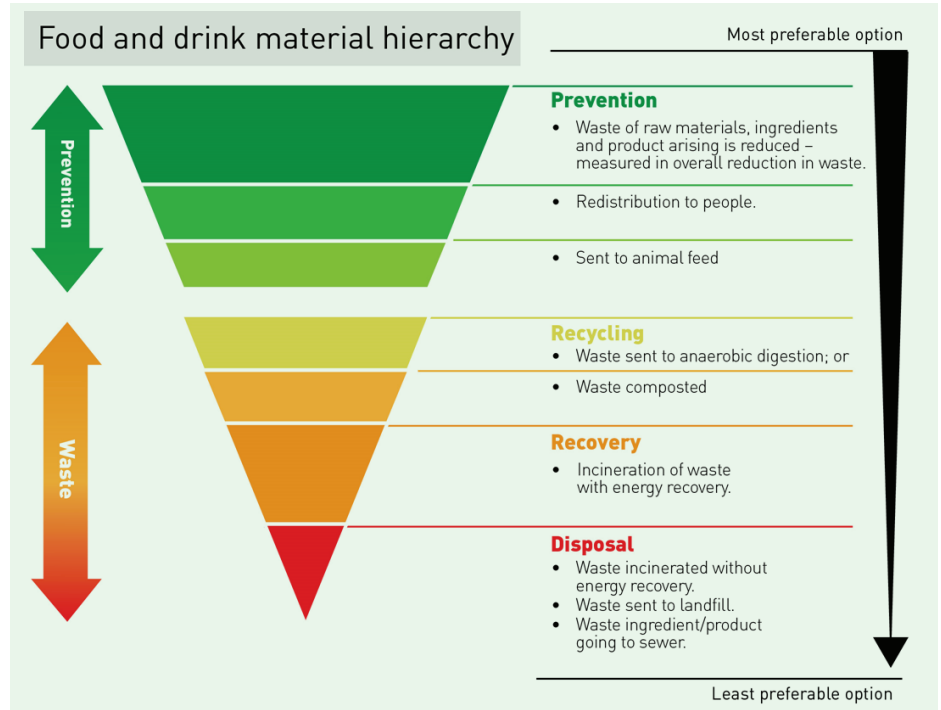 Food and drink material hierarchy
Most preferable option
Prevention
Prevention
• Waste of raw materials, ingredients
and product arising is reduced –
measured in overall reduction in waste.
• Redistribution to people.
• Sent to animal feed
Waste
Recycling
• Waste sent to anaerobic digestion; or
• Waste composted
Recovery
• Incineration of waste
with energy recovery.
Disposal
• Waste incinerated without
energy recovery.
• Waste sent to landfill.
• Waste ingredient/product
going to sewer.
Least preferable option